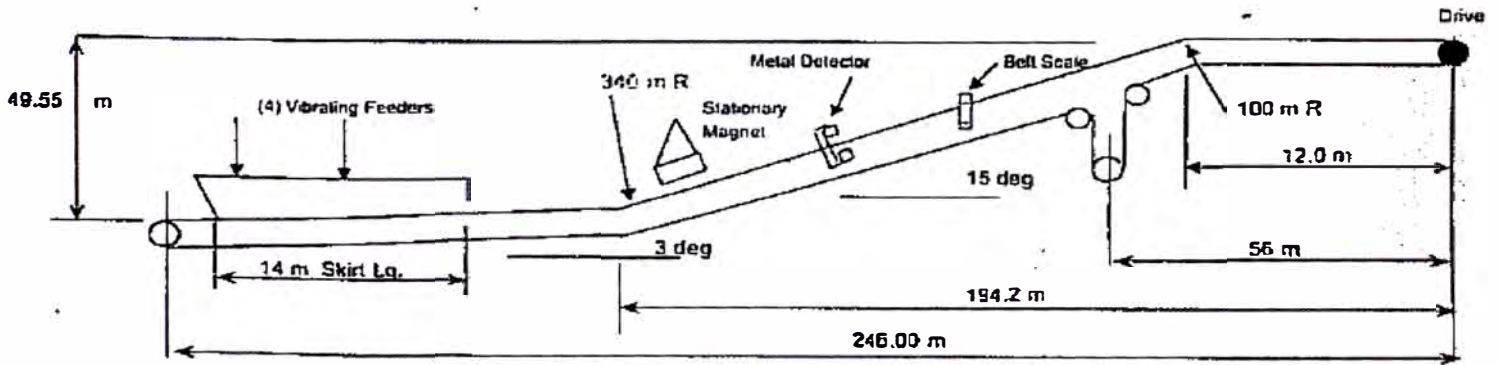 Drive
49.55 m
(4) Vibrating Feeders
340 m R
Stationary
Magnet
Metal Detector
Belt Scale
100 m R
12.0 m
15 deg
3 deg
14 m Skirt Lg.
56 m
194.2 m
246.00 m